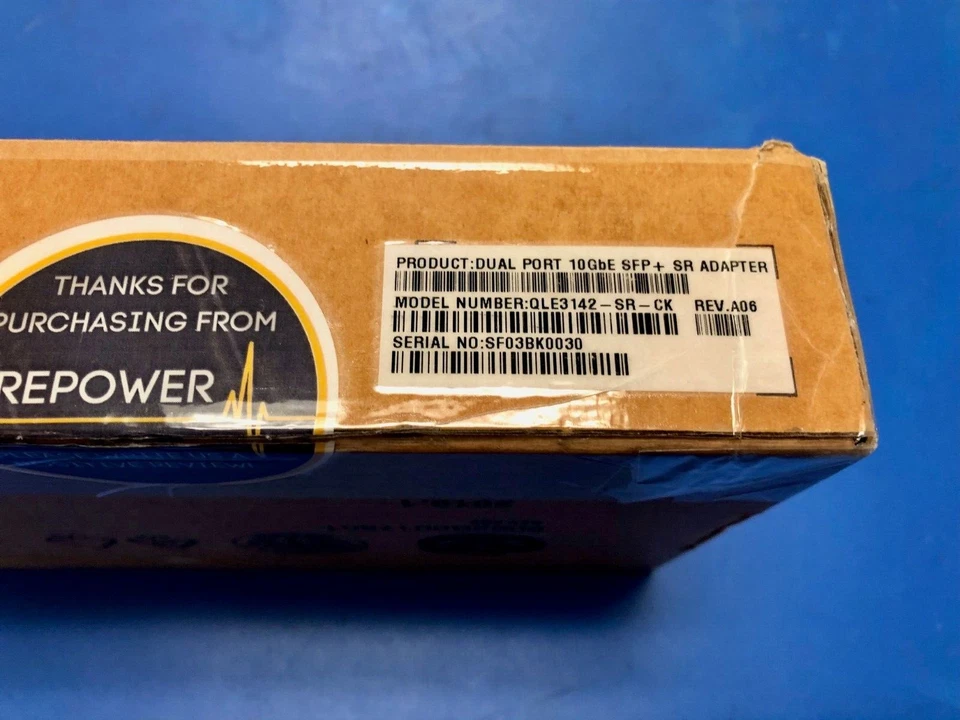 THANKS FOR
PURCHASING FROM
REPOWER
PRODUCT:DUAL PORT 10GbE SFP+ SR ADAPTER
MODEL NUMBER:QLE3142-SR-CK REV.A06
SERIAL NO:SF03BK0030